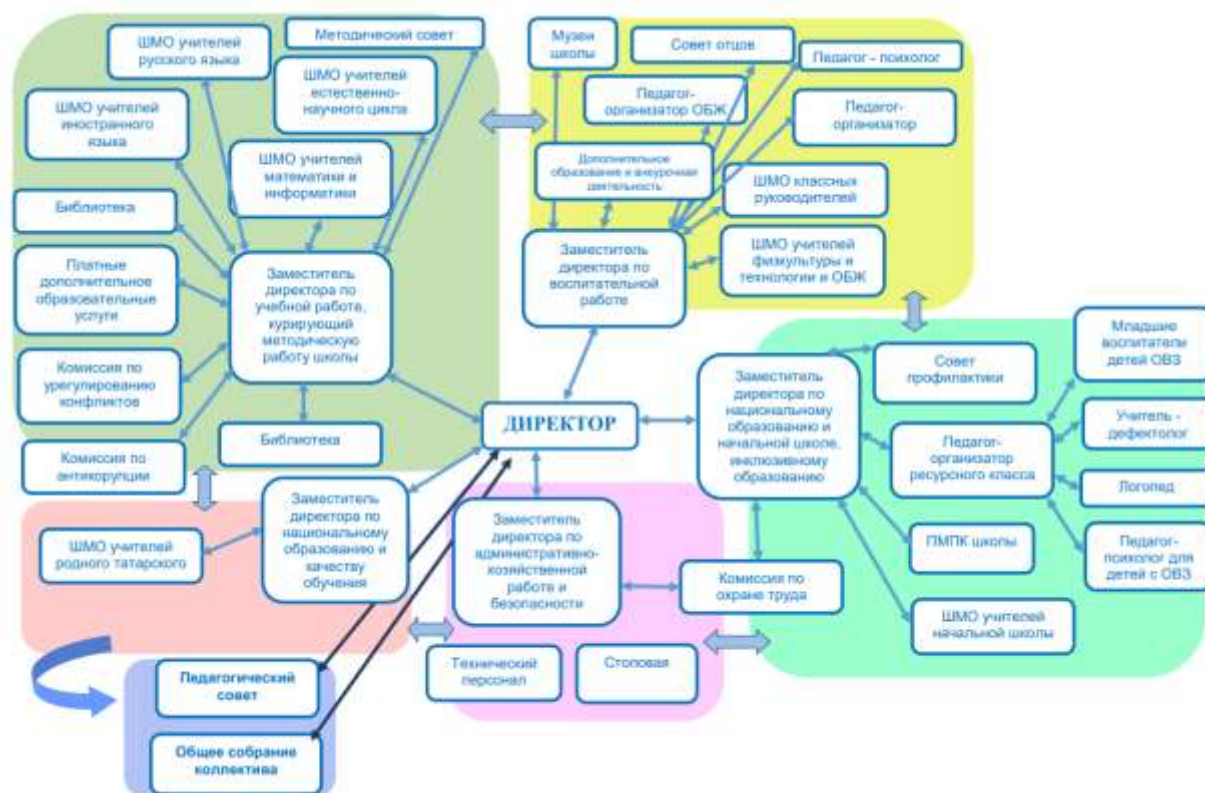 ШМО учителей
русского языка
Методический совет
ШМО учителей
естественно-
научного цикла
ШМО учителей
иностранного
языка
ШМО учителей
математики и
информатики
Библиотека
Платные
дополнительное
образовательные
услуги
Заместитель
директора по
учебной работе,
курирующий
методическую
работу школы
Комиссия по
урегулированию
конфликтов
Комиссия по
антикорупции
Библиотека
Музеи
школы
Совет отцов
Педагог - психолог
Педагог-
организатор ОБЖ
Педагог-
организатор
Дополнительное
образование и внеурочная
деятельность
ШМО классных
руководителей
Заместитель
директора по
воспитательной
работе
ШМО учителей
физкультуры и
технологии и ОБЖ
ДИРЕКТОР
Заместитель
директора по
национальному
образованию и
начальной школе,
инклюзивному
образованию
Совет
профилактики
Младшие
воспитатели
детей ОВЗ
Педагог-
организатор
ресурсного класса
Учитель -
дефектолог
Логопед
Педагог-
психолог для
детей с ОВЗ
ПМПК школы
ШМО учителей
начальной школы
ШМО учителей
родного татарского
Заместитель
директора по
национальному
образованию и
качеству
обучения
Заместитель
директора по
административно-
хозяйственной
работе и
безопасности
Комиссия по
охране труда
Технический
персонал
Столовая
Педагогический
совет
Общее собрание
коллектива